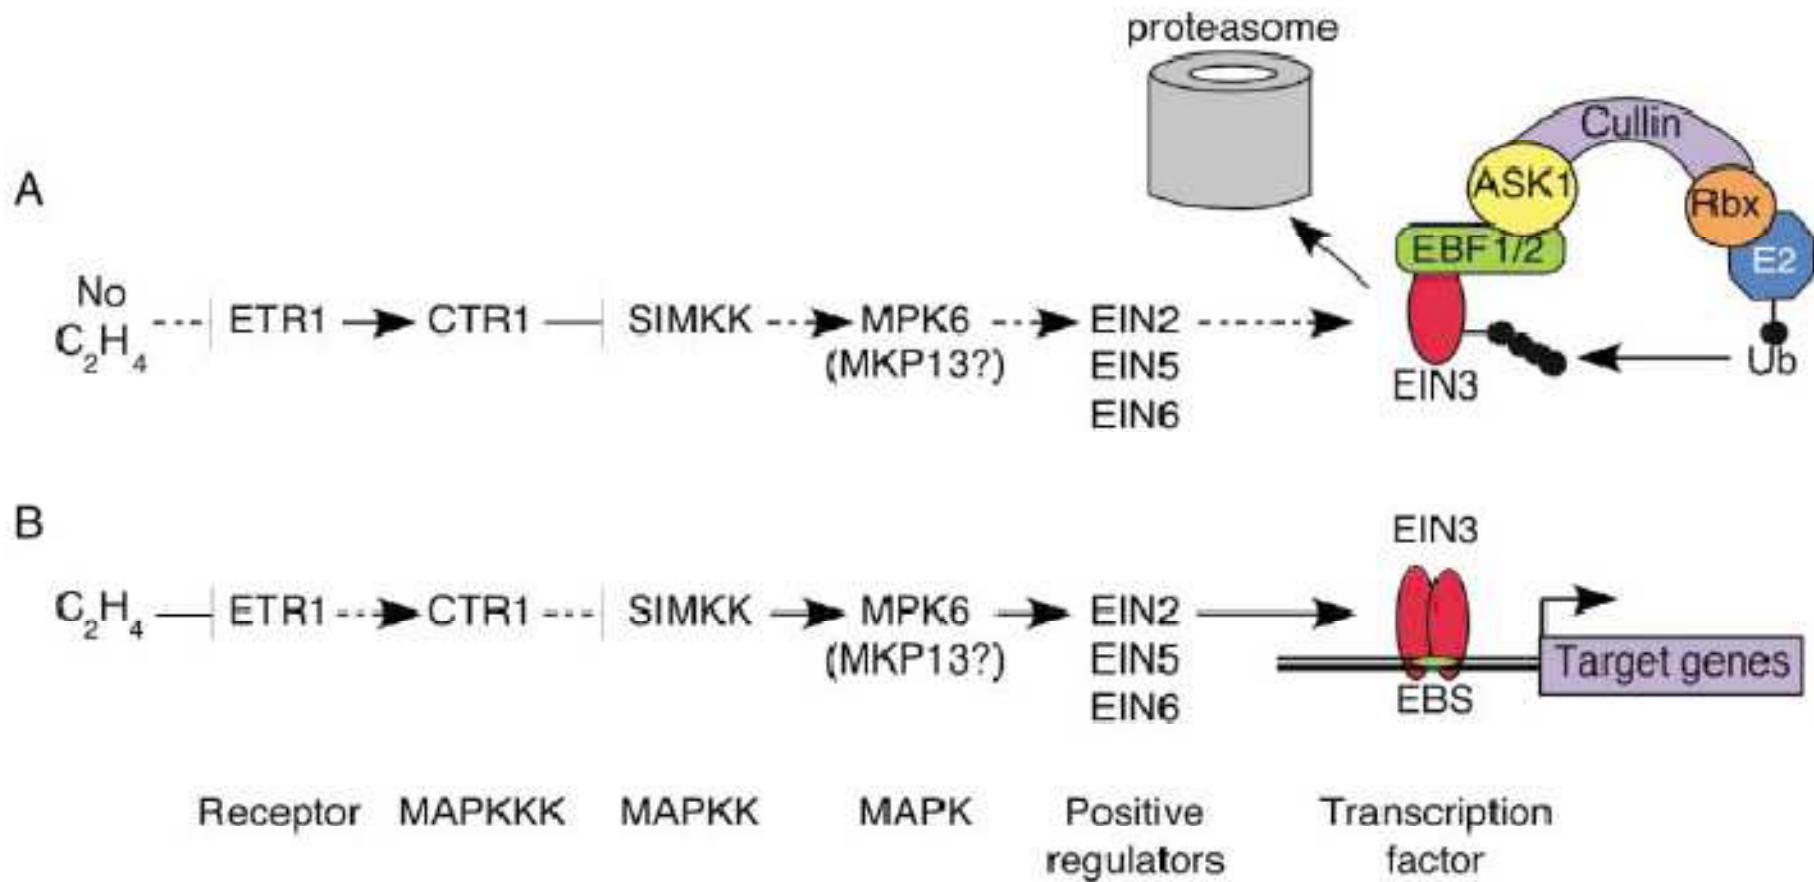 proteasome
Cullin
A
ASK1
Rbx
EBF1/2
E2
No
C₂H₄
ETR1 CTR1 SIMKK MPK6 EIN2
(MKP13?) EIN5
EIN6
EIN3
Ub
B
EIN3
C₂H₄ ETR1 CTR1 SIMKK MPK6 EIN2
(MKP13?) EIN5
EIN6
Target genes
EBS
Receptor MAPKKK MAPKK MAPK Positive Transcription
regulators factor